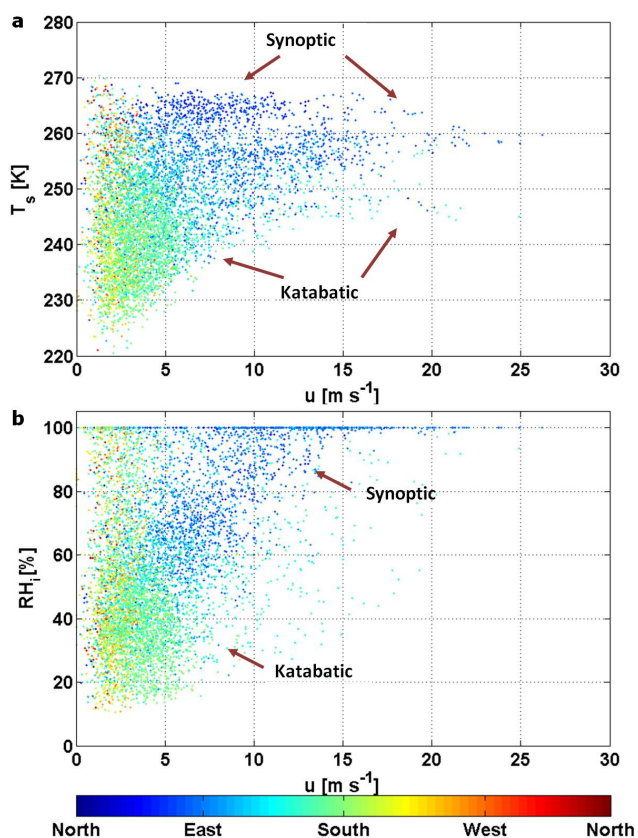 a
280
270
260
250
240
230
220
T_s [K]
Synoptic
Katabatic
0 5 10 15 20 25 30
u [m s⁻¹]
b
100
80
60
40
20
0
RH_i [%]
Synoptic
Katabatic
0 5 10 15 20 25 30
u [m s⁻¹]
North East South West North